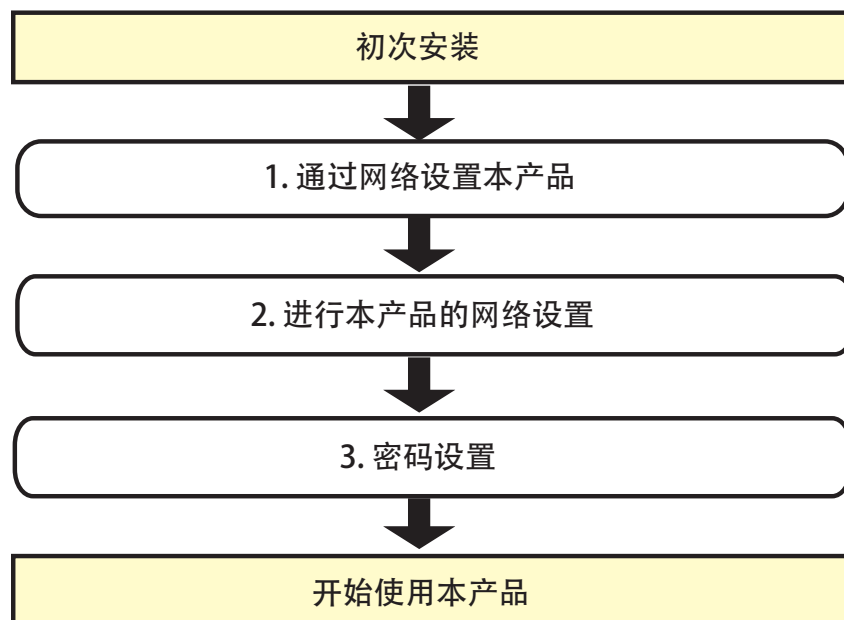 初次安装
1. 通过网络设置本产品
2. 进行本产品的网络设置
3. 密码设置
开始使用本产品